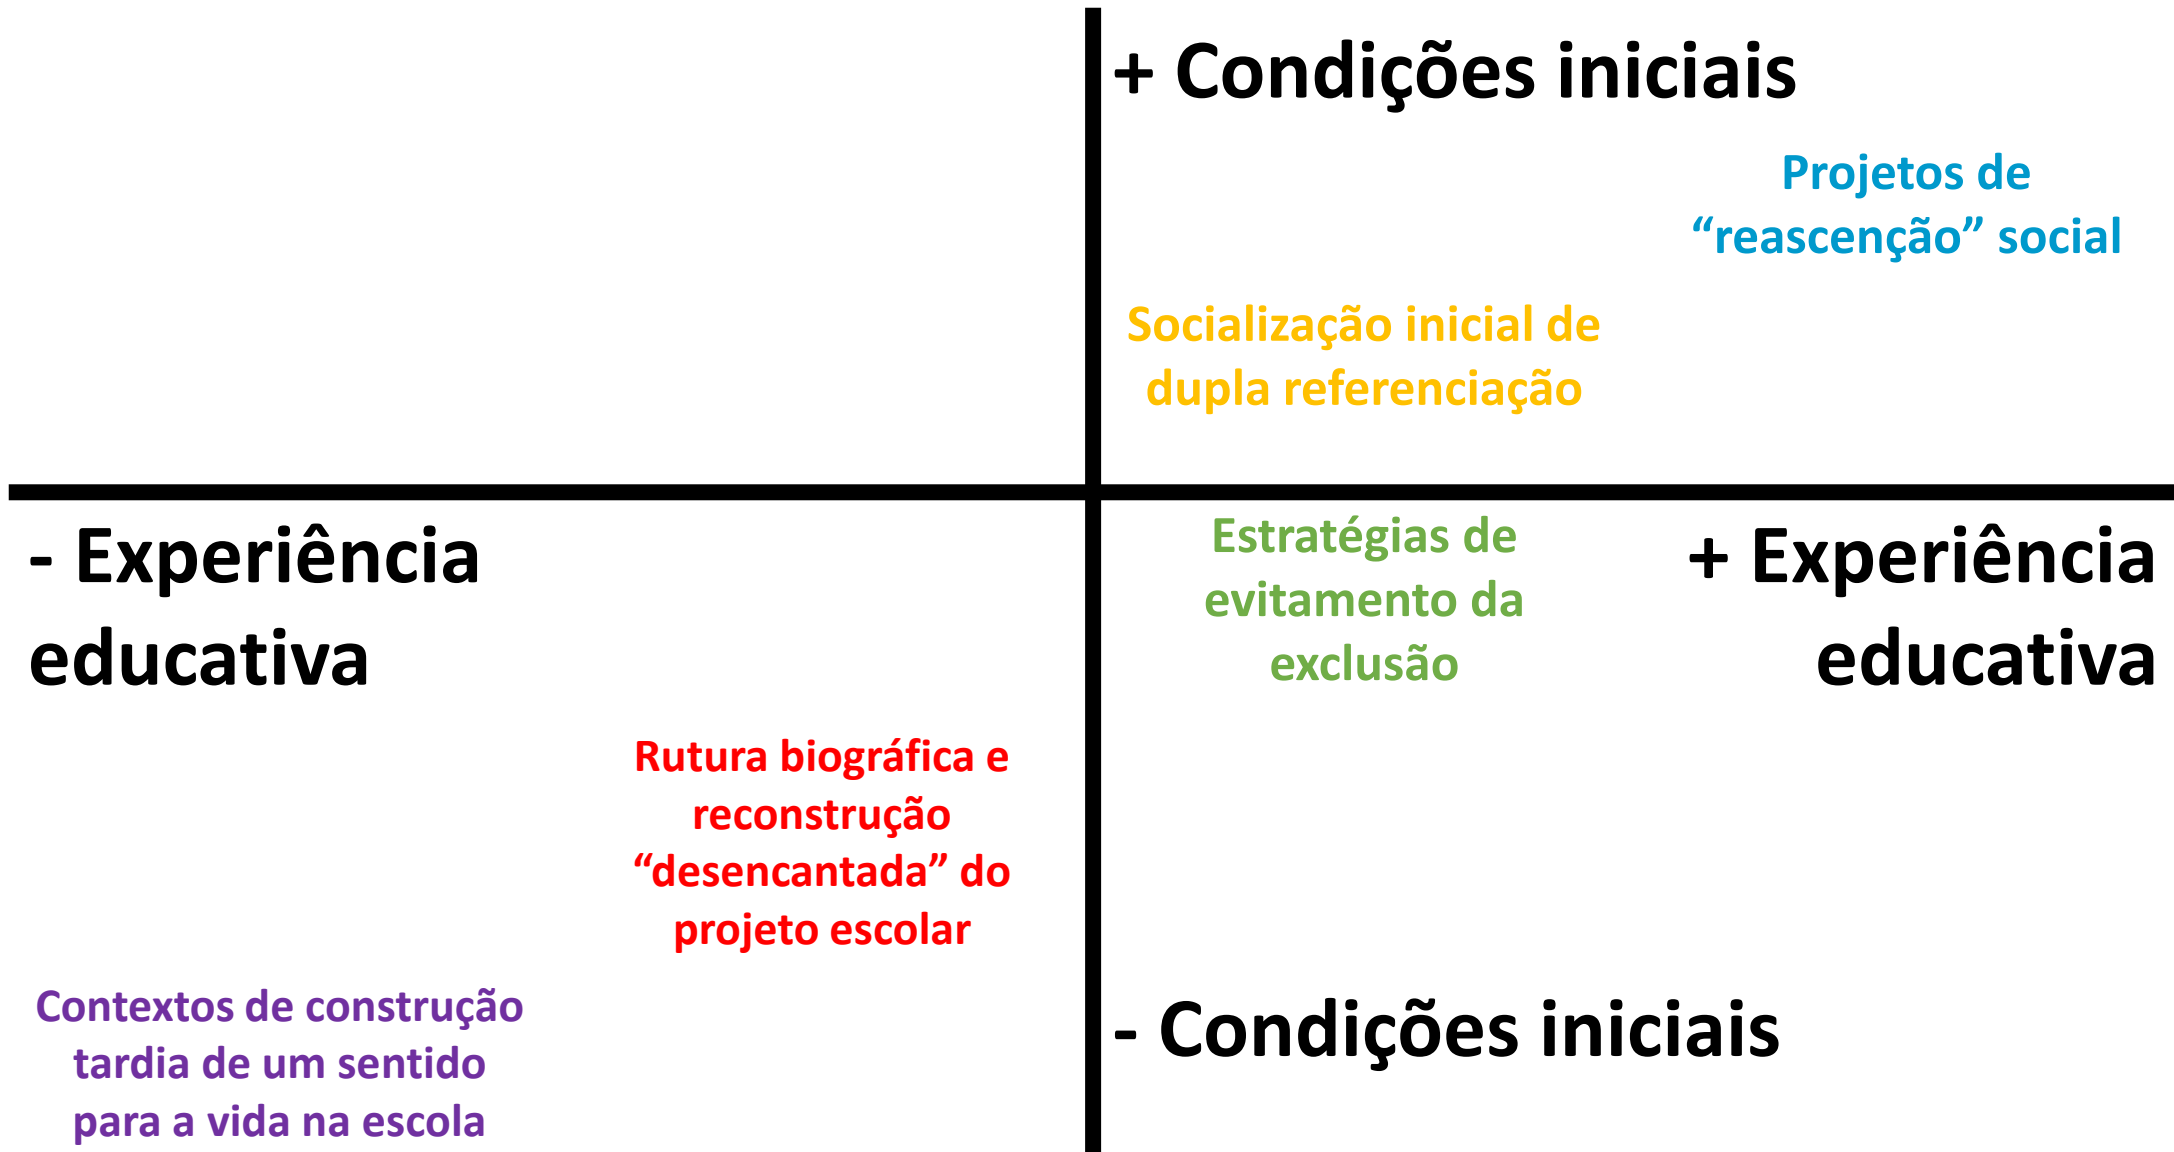 + Condições iniciais
Projetos de
“reascenção” social
Socialização inicial de
dupla referenciação
- Experiência
educativa
Estratégias de
evitamento da
exclusão
+ Experiência
educativa
Rutura biográfica e
reconstrução
“desencantada” do
projeto escolar
Contextos de construção
tardia de um sentido
para a vida na escola
- Condições iniciais